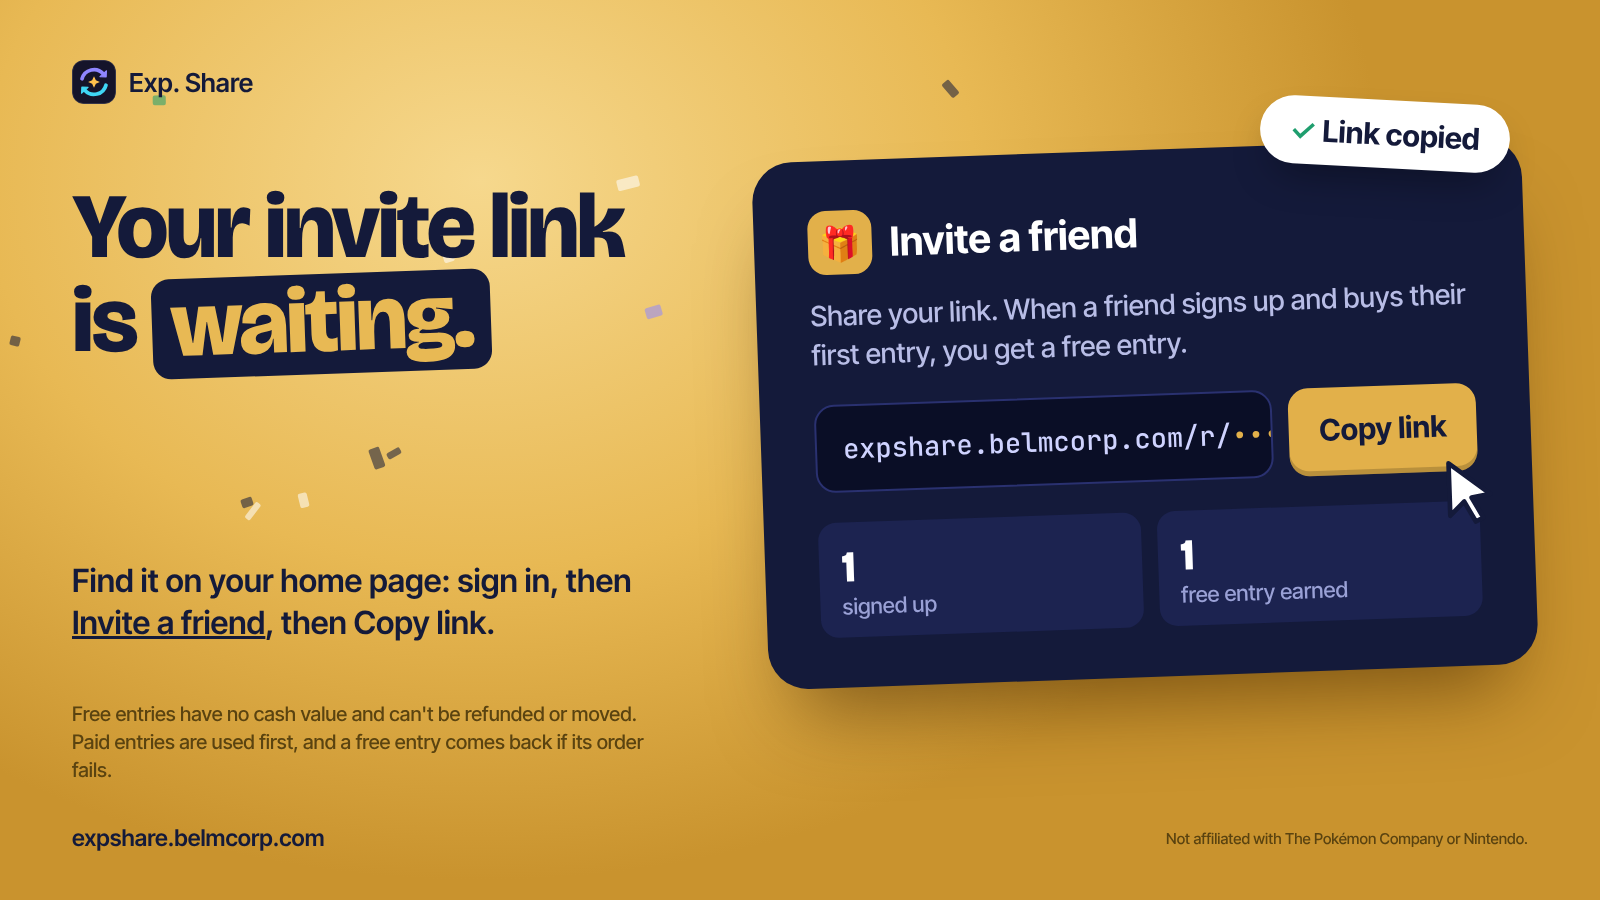 Exp. Share
Your invite link
is waiting.
Find it on your home page: sign in, then
Invite a friend, then Copy link.
Free entries have no cash value and can't be refunded or moved.
Paid entries are used first, and a free entry comes back if its order
fails.
expshare.belmcorp.com
Link copied
Invite a friend
Share your link. When a friend signs up and buys their
first entry, you get a free entry.
expshare.belmcorp.com/r/•••
Copy link
1
signed up
1
free entry earned
Not affiliated with The Pokémon Company or Nintendo.